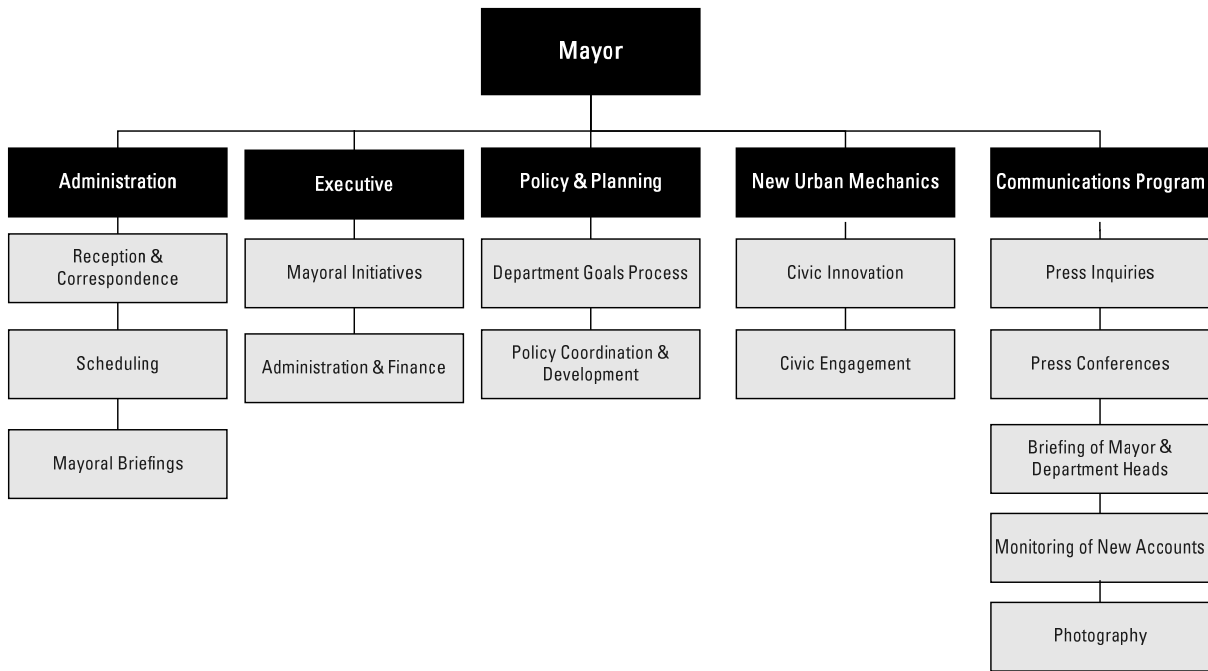 Mayor
Administration
Executive
Policy & Planning
New Urban Mechanics
Communications Program
Reception &
Correspondence
Scheduling
Mayoral Briefings
Mayoral Initiatives
Administration & Finance
Department Goals Process
Policy Coordination &
Development
Civic Innovation
Civic Engagement
Press Inquiries
Press Conferences
Briefing of Mayor &
Department Heads
Monitoring of New Accounts
Photography